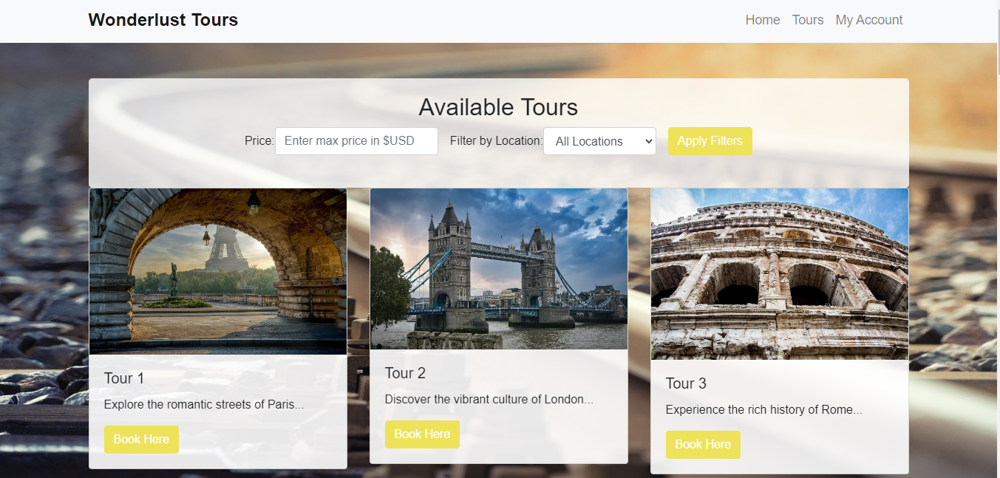 Wonderlust Tours
Home Tours My Account
Available Tours
Price: Enter max price in $USD Filter by Location: All Locations Apply Filters
Tour 1
Explore the romantic streets of Paris...
Book Here
Tour 2
Discover the vibrant culture of London...
Book Here
Tour 3
Experience the rich history of Rome...
Book Here